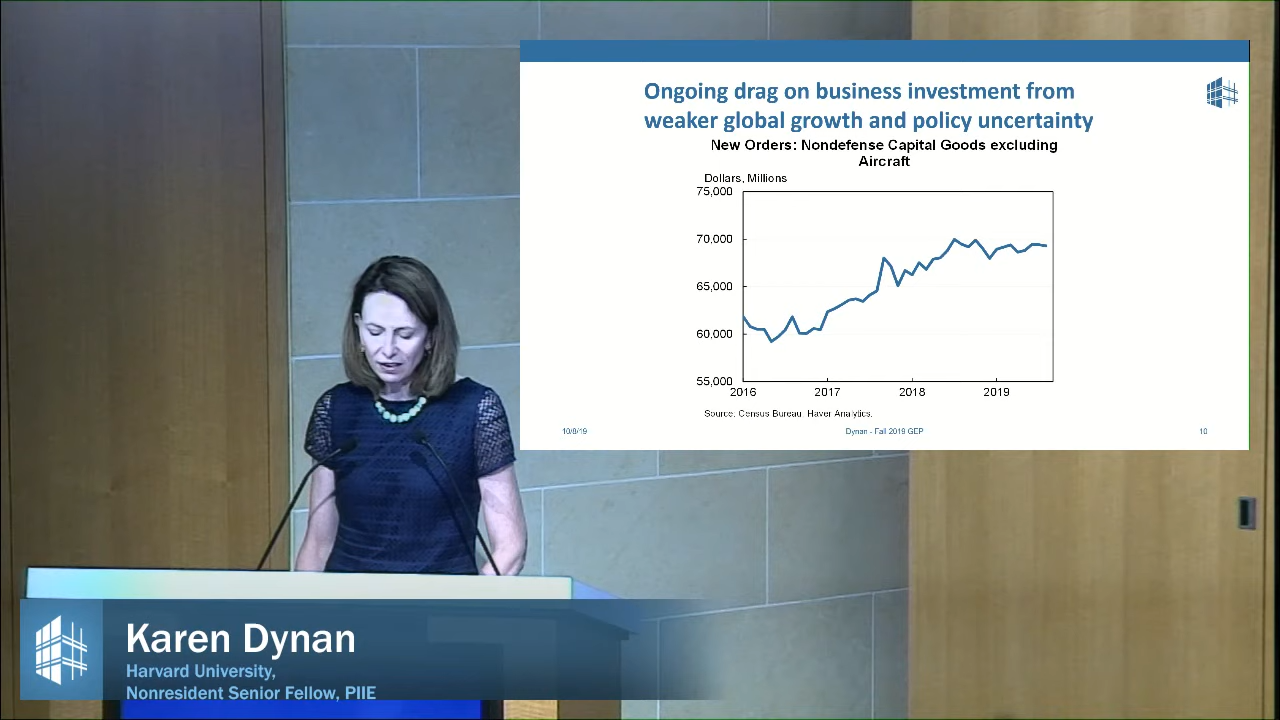 Ongoing drag on business investment from
weaker global growth and policy uncertainty
New Orders: Nondefense Capital Goods excluding
Aircraft
Dollars, Millions
75,000
70,000
65,000
60,000
55,000
2016 2017 2018 2019
Source: Census Bureau, Haver Analytics.
10/8/19 Dynan - Fall 2019 GEP 10
Karen Dynan
Harvard University,
Nonresident Senior Fellow, PIIE